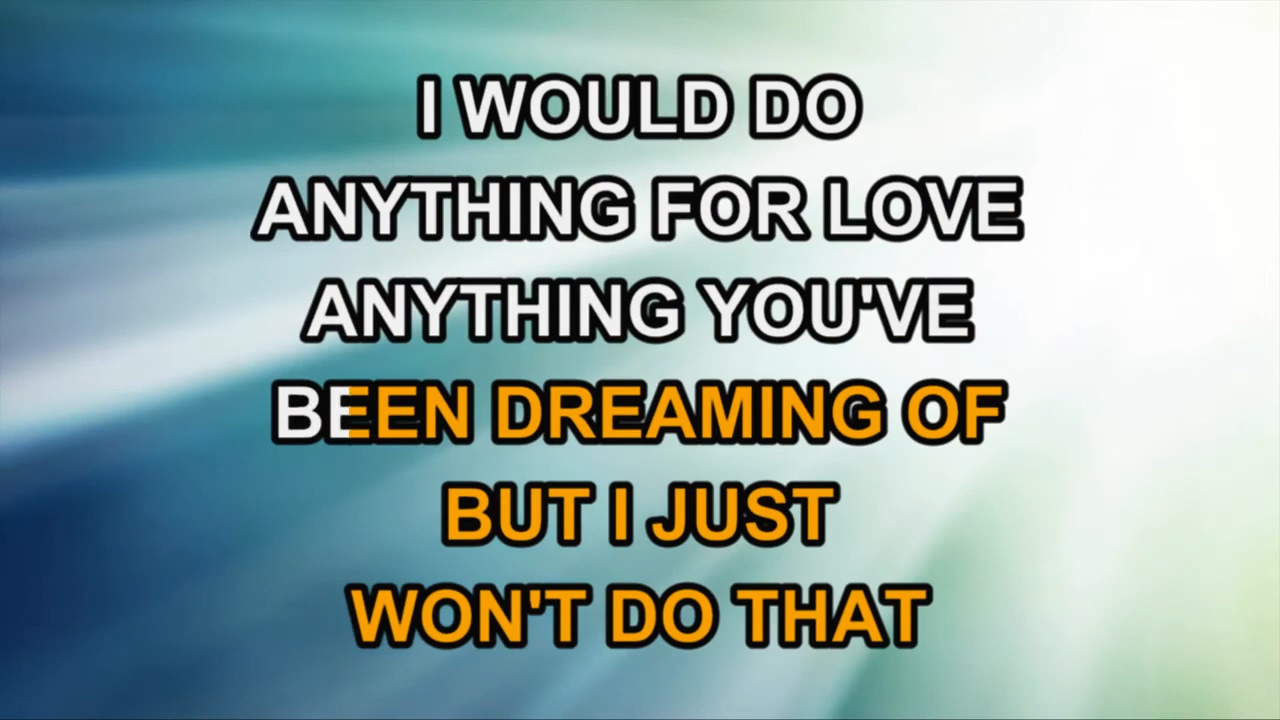 I WOULD DO
ANYTHING FOR LOVE
ANYTHING YOU'VE
BEEN DREAMING OF
BUT I JUST
WON'T DO THAT